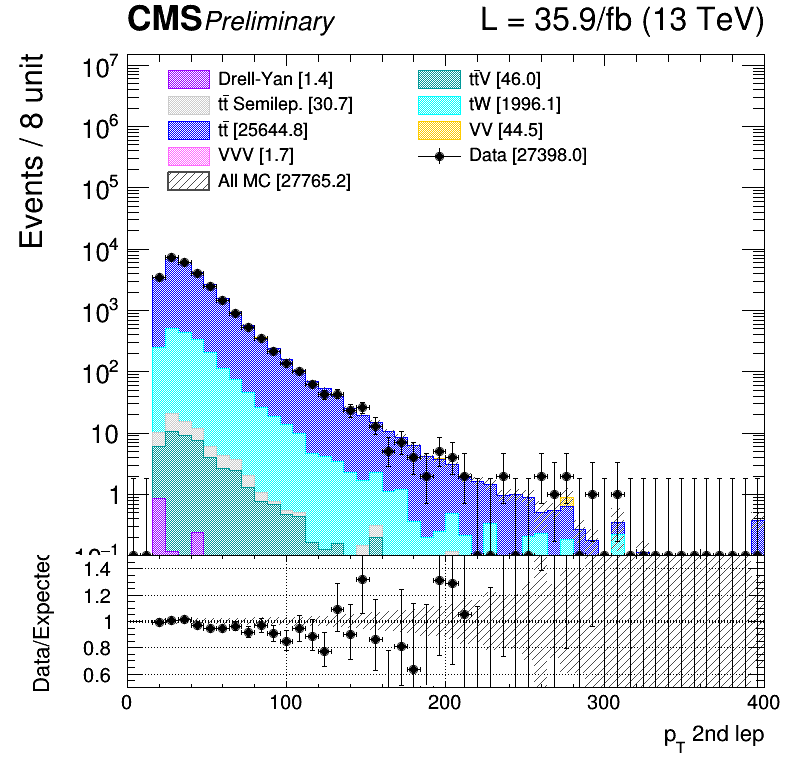 CMS Preliminary L = 35.9/fb (13 TeV)
Events / 8 unit
10⁷
10⁶
10⁵
10⁴
10³
10²
10
1
10⁻¹
Drell-Yan [1.4]
tt̄ Semilep. [30.7]
tt̄ [25644.8]
VVV [1.7]
All MC [27765.2]
tt̄V [46.0]
tW [1996.1]
VV [44.5]
Data [27398.0]
Data/Expected
1.4
1.2
1
0.8
0.6
0 100 200 300 400
p_T 2nd lep